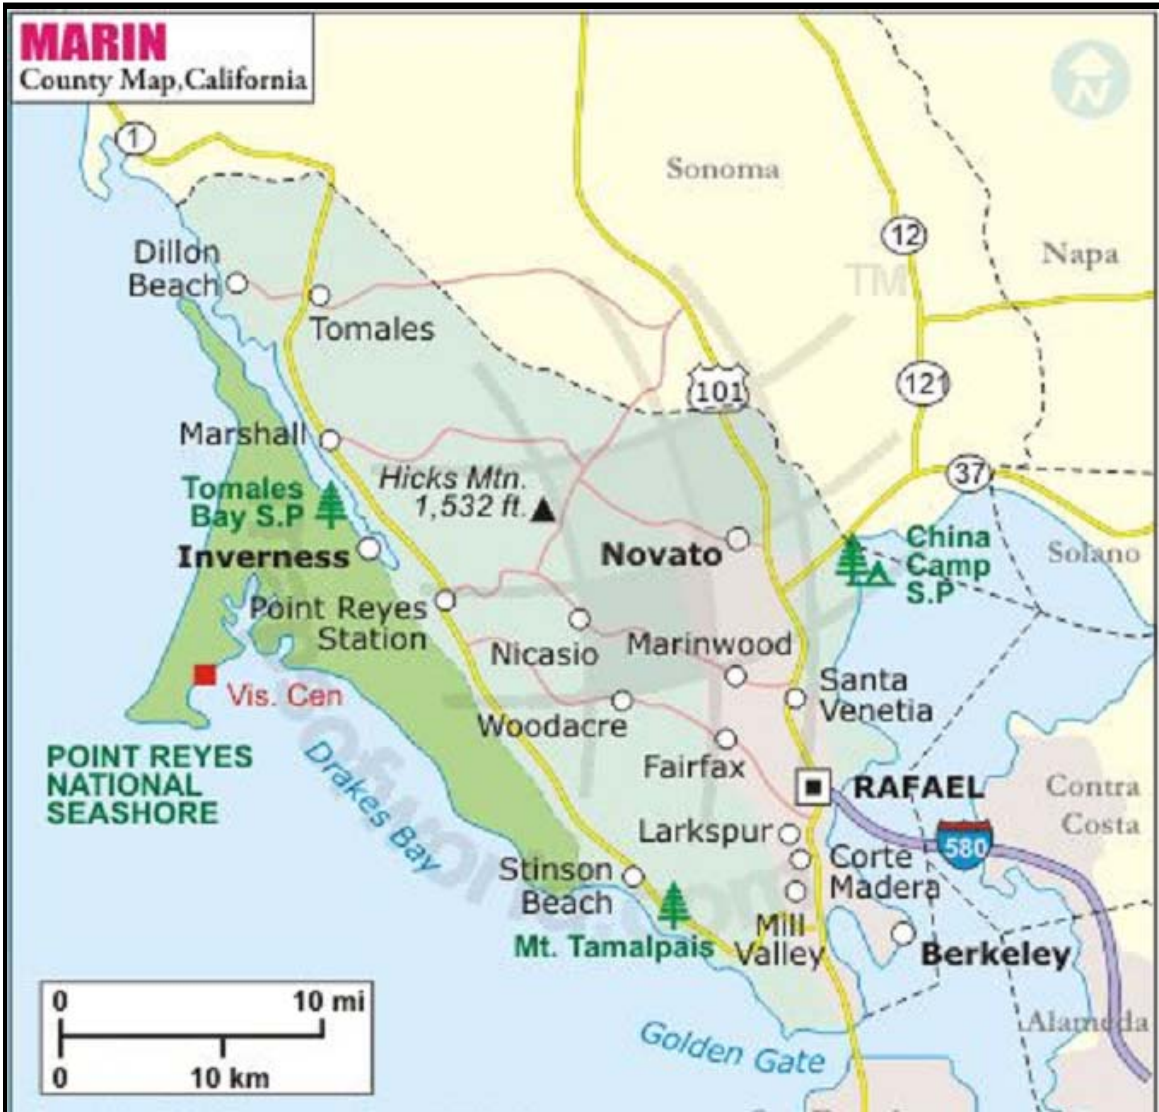 MARIN
County Map,California
N
1
Sonoma
12
Napa
TM
Dillon
Beach
Tomales
101
121
Marshall
37
Hicks Mtn.
1,532 ft.
Tomales
Bay S.P
China
Camp
S.P
Solano
Inverness
Novato
Point Reyes
Station
Nicasio
Marinwood
Vis. Cen
Santa
Venetia
Woodacre
Fairfax
POINT REYES
NATIONAL
SEASHORE
Drakes Bay
RAFAEL
Contra
Costa
580
Larkspur
Corte
Madera
Stinson
Beach
Mill
Valley
Mt. Tamalpais
Berkeley
0 10 mi
0 10 km
Golden Gate
Alameda